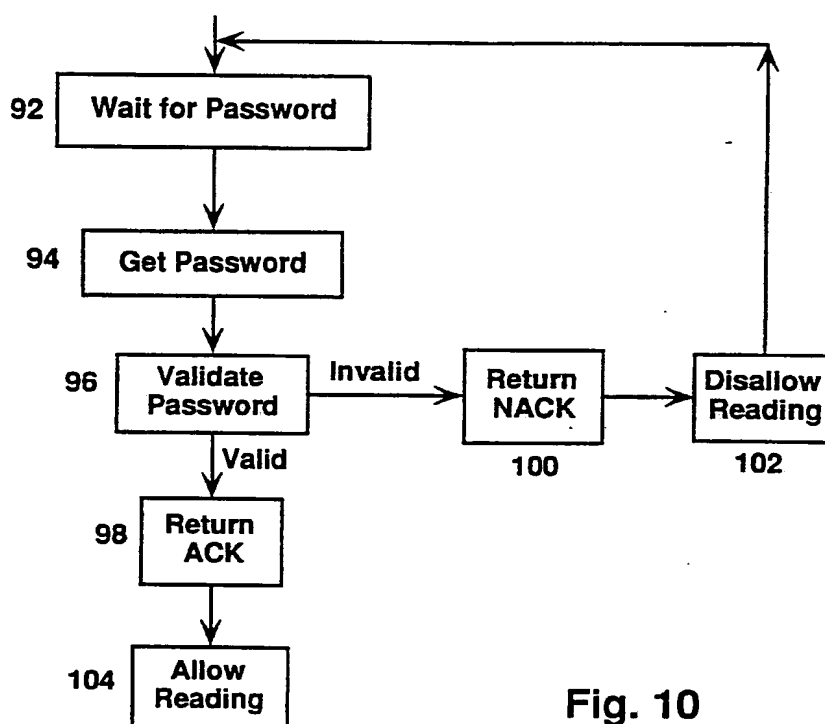 92
Wait for Password
94
Get Password
96
Validate
Password
Invalid
Return
NACK
100
Disallow
Reading
102
Valid
98
Return
ACK
104
Allow
Reading
Fig. 10